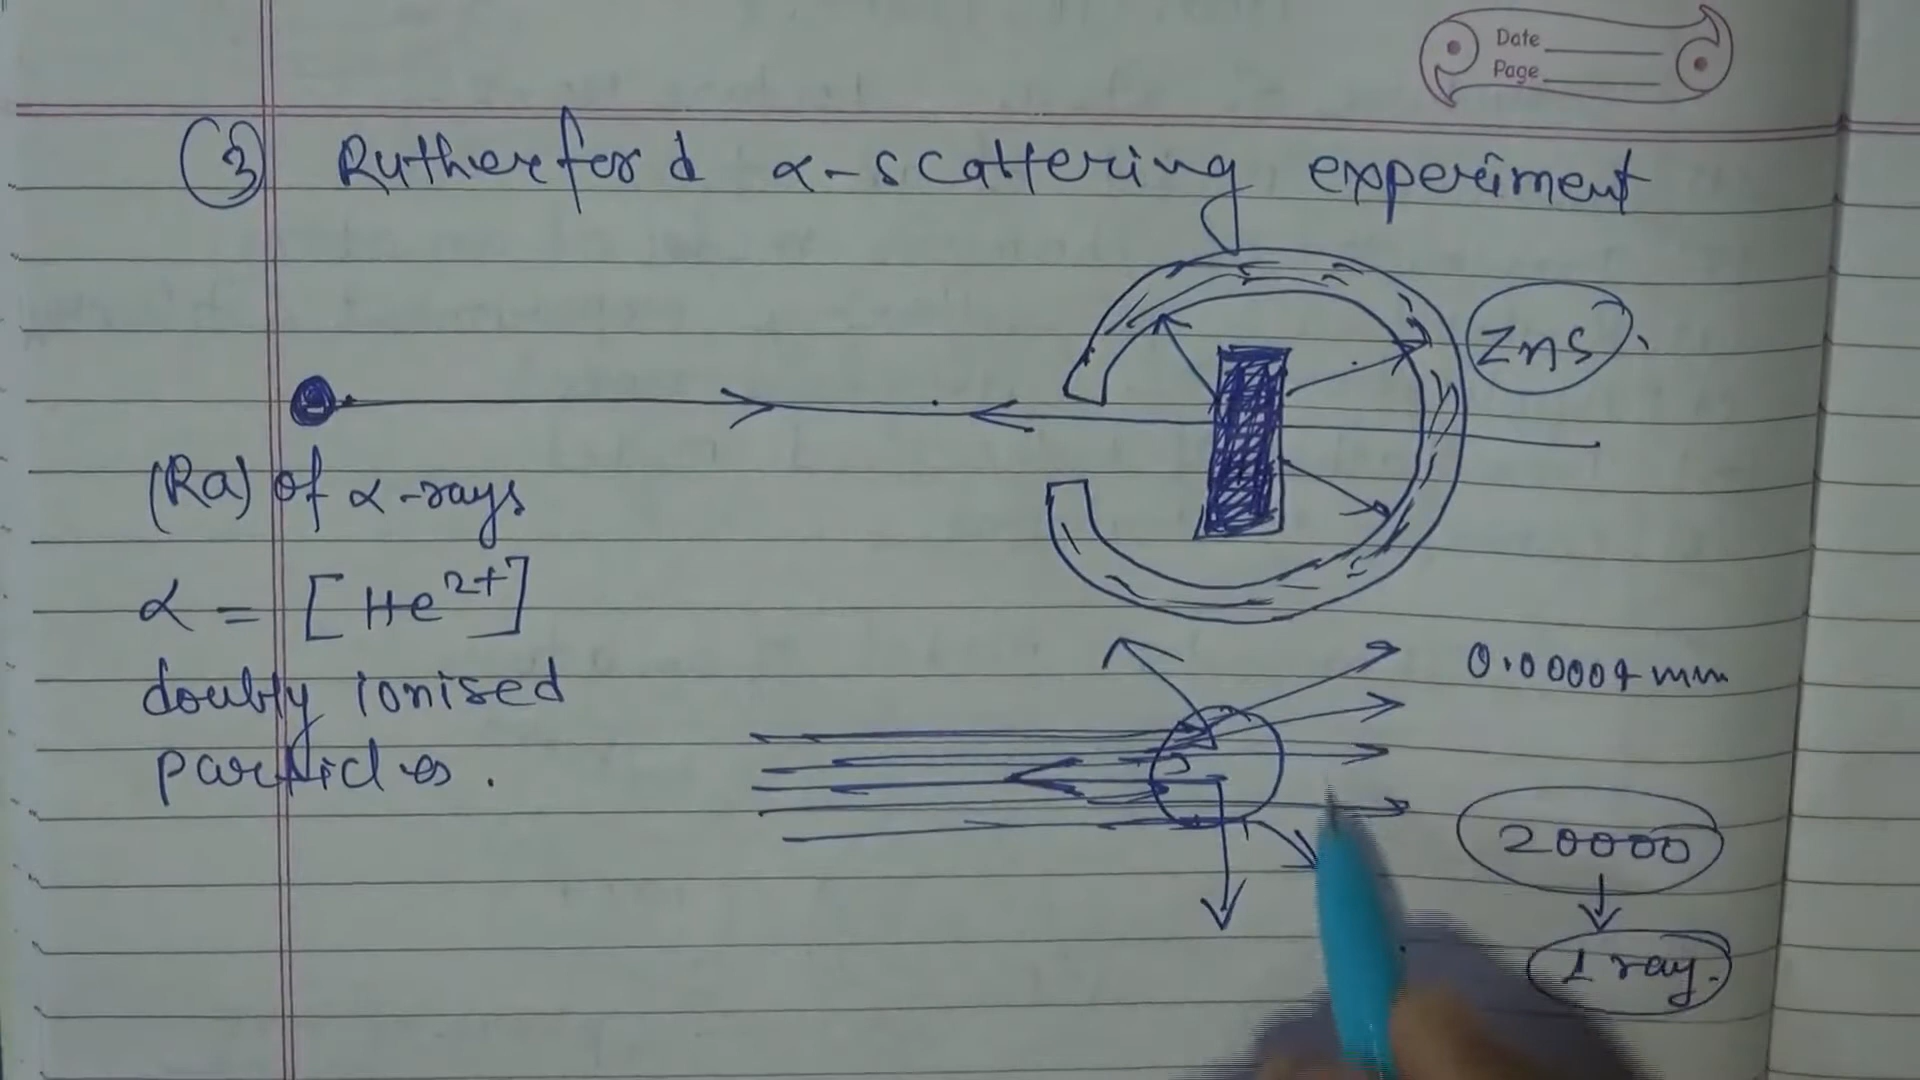 Date
Page
(3) Rutherford α-scattering experiment
ZnS
(Ra) of α-rays
α = [He²⁺]
doubly ionised
particles.
0.00004 mm
20000
1 ray.